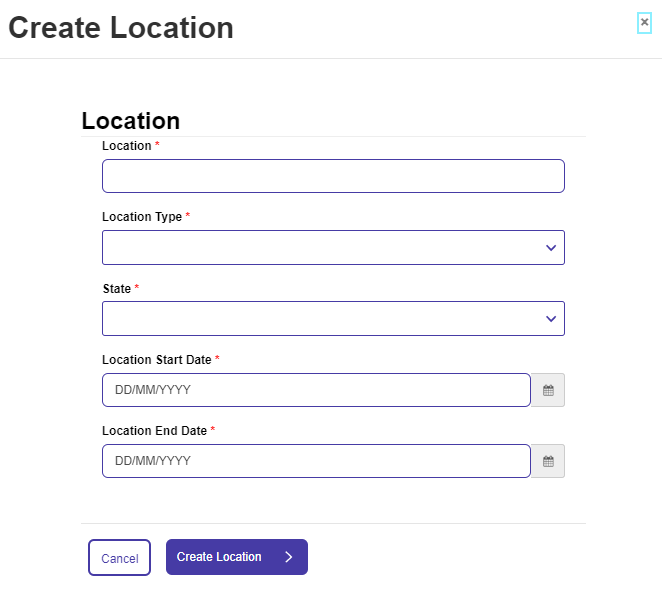 Create Location
×
Location
Location *
Location Type *
State *
Location Start Date *
DD/MM/YYYY
Location End Date *
DD/MM/YYYY
Cancel
Create Location